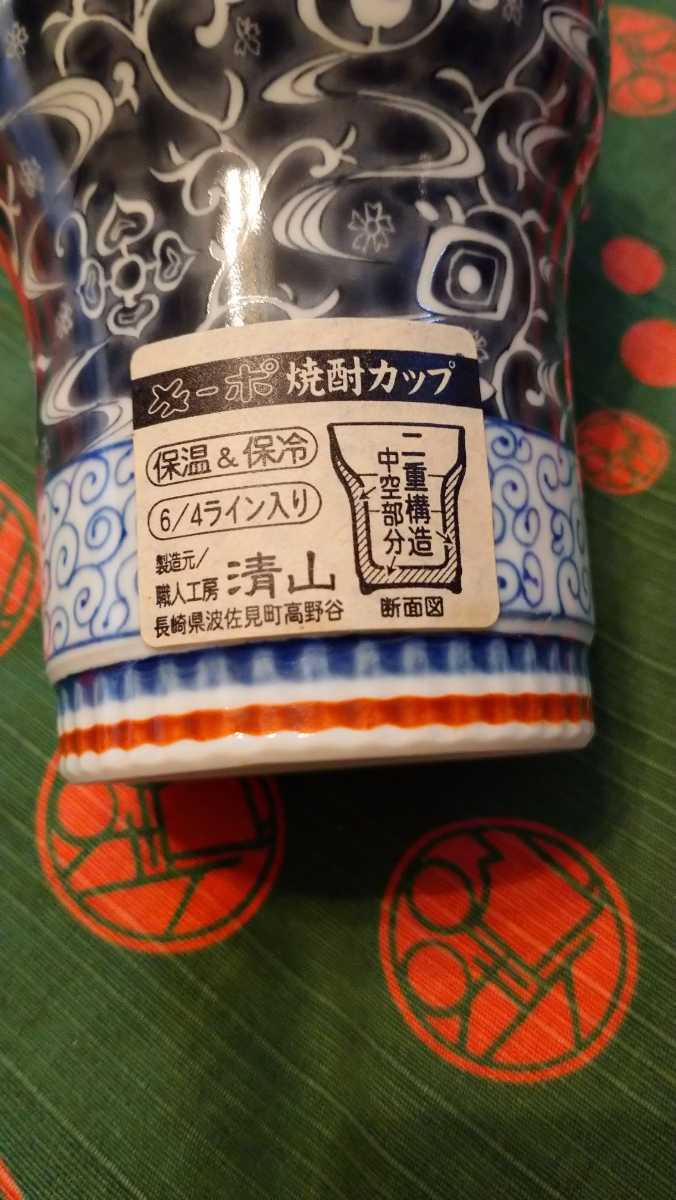 メーポ 焼酎カップ
保温&保冷
6/4ライン入り
製造元/
職人工房 清山
長崎県波佐見町高野谷
二重構造
中空部分
断面図